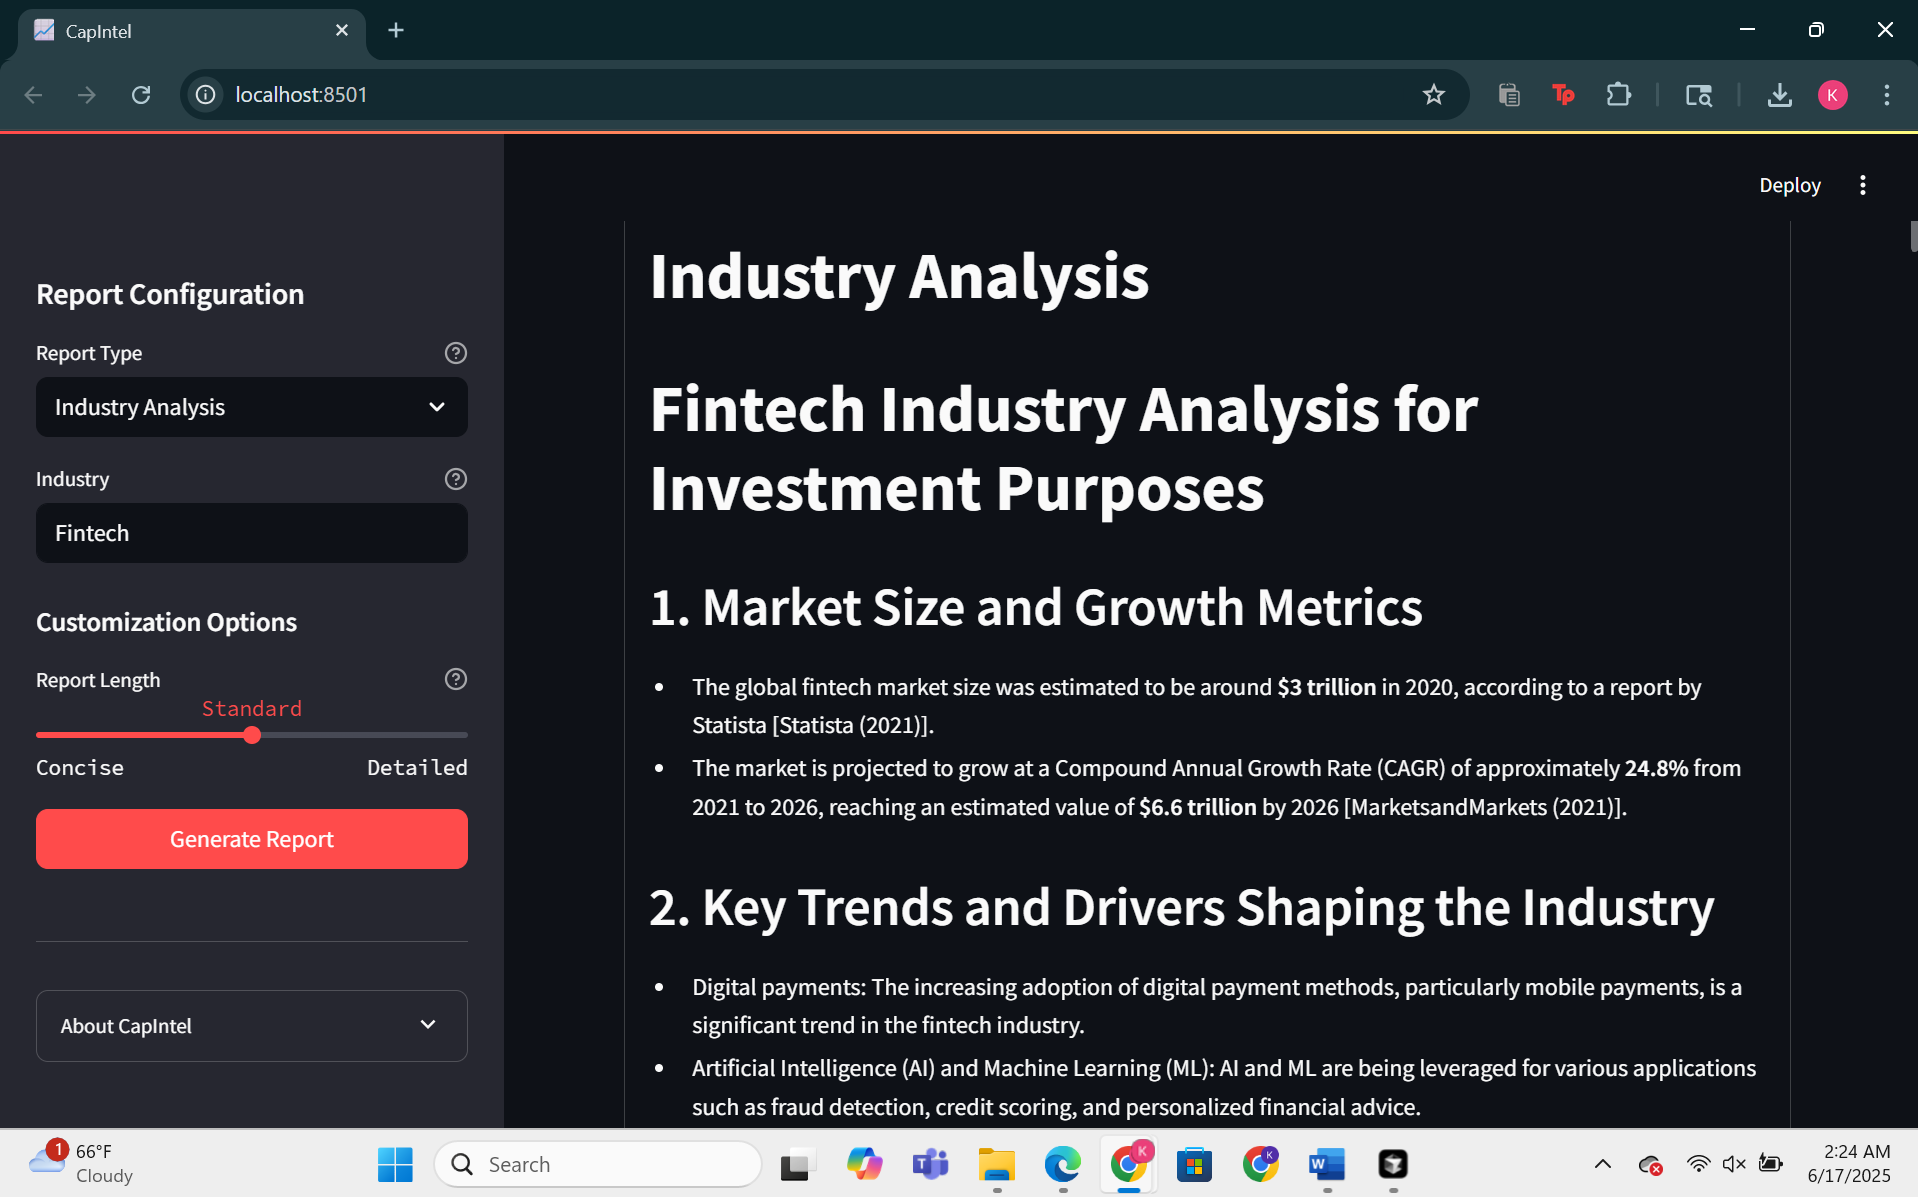 CapIntel
localhost:8501
K
Deploy
Report Configuration
Report Type
Industry Analysis
Industry
Fintech
Customization Options
Report Length
Standard
Concise Detailed
Generate Report
About CapIntel
Industry Analysis
Fintech Industry Analysis for
Investment Purposes
1. Market Size and Growth Metrics
• The global fintech market size was estimated to be around $3 trillion in 2020, according to a report by
Statista [Statista (2021)].
• The market is projected to grow at a Compound Annual Growth Rate (CAGR) of approximately 24.8% from
2021 to 2026, reaching an estimated value of $6.6 trillion by 2026 [MarketsandMarkets (2021)].
2. Key Trends and Drivers Shaping the Industry
• Digital payments: The increasing adoption of digital payment methods, particularly mobile payments, is a
significant trend in the fintech industry.
• Artificial Intelligence (AI) and Machine Learning (ML): AI and ML are being leveraged for various applications
such as fraud detection, credit scoring, and personalized financial advice.
1
66°F
Cloudy
Search
2:24 AM
6/17/2025